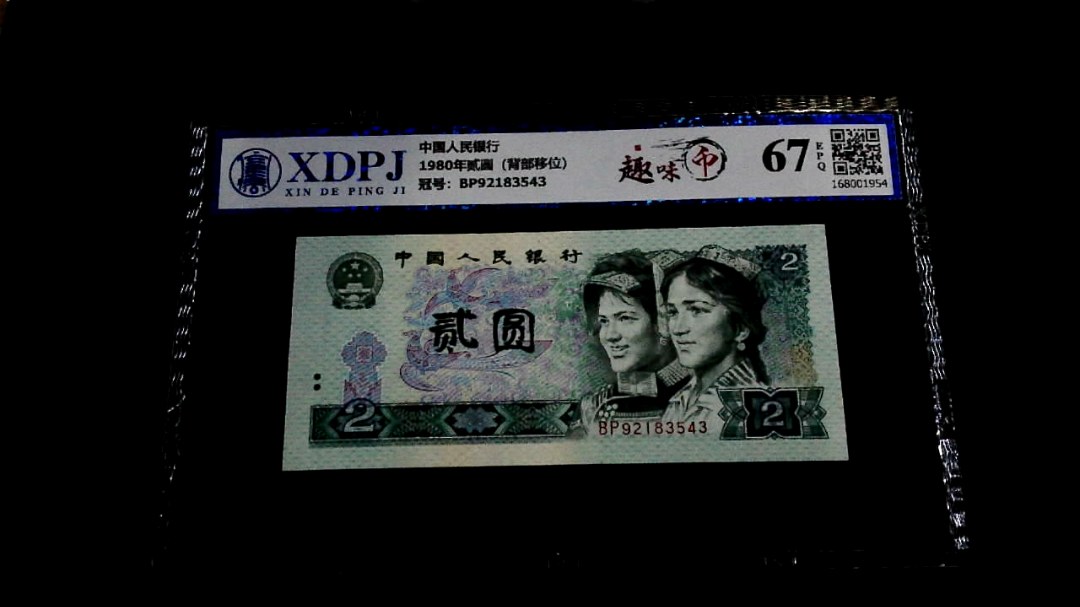 XDPJ
XIN DE PING JI
中国人民银行
1980年贰圆（背部移位）
冠号：BP92183543
趣味币
67
EPQ
168001954
中国人民银行
2
贰圆
2
BP92183543
2